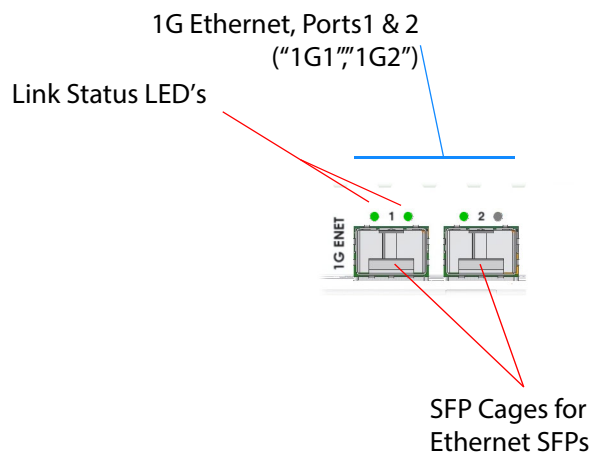 1G Ethernet, Ports1 & 2
(“1G1”,”1G2”)
Link Status LED’s
1G ENET
1
2
SFP Cages for
Ethernet SFPs